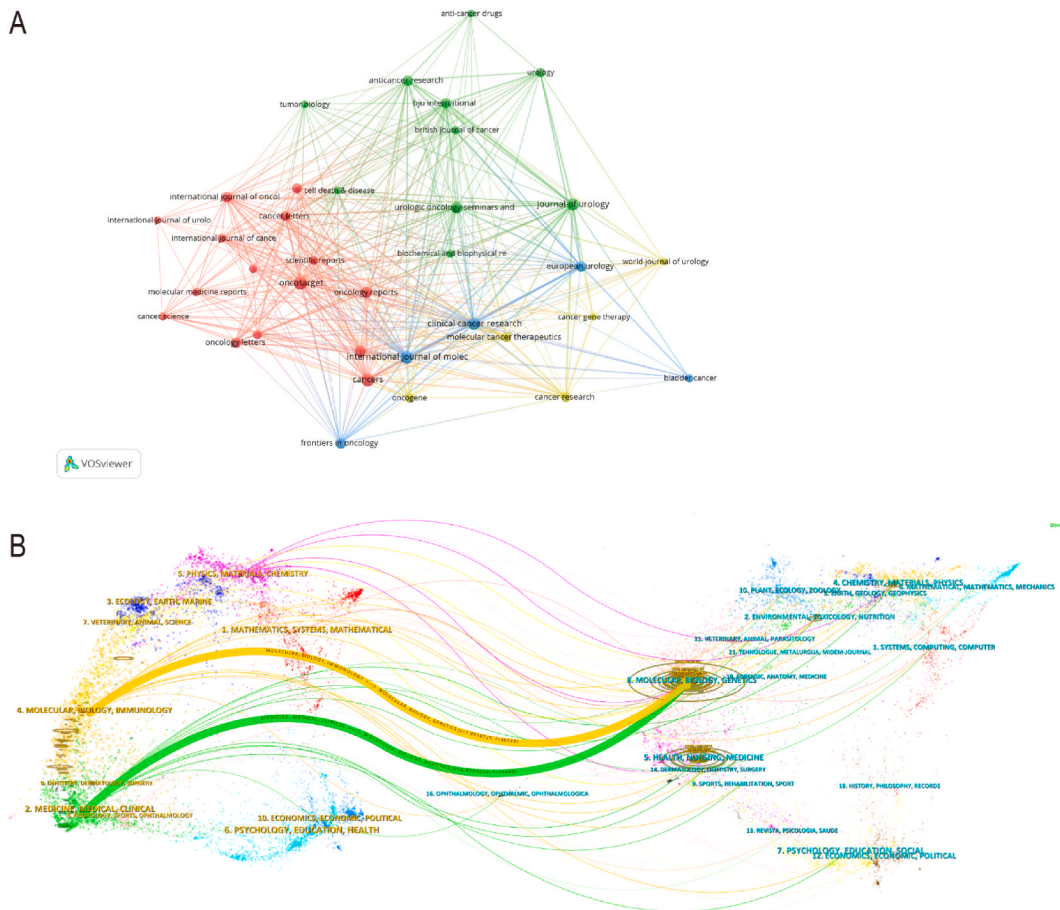 A
anti-cancer drugs
urology
anticancer research
tumor biology
bju international
british journal of cancer
cell death & disease
international journal of oncol
cancer letters
urologic oncology-seminars and
journal of urology
international journal of urolo
international journal of cance
scientific reports
biochemical and biophysical re
european urology
world journal of urology
oncotarget
molecular medicine reports
oncology reports
cancer science
clinical cancer research
cancer gene therapy
molecular cancer therapeutics
oncology letters
international journal of molec
cancers
bladder cancer
oncogene
cancer research
frontiers in oncology
VOSviewer
B
5. PHYSICS, MATERIALS, CHEMISTRY
3. ECOLOGY, EARTH, MARINE
7. VETERINARY, ANIMAL, SCIENCE
1. MATHEMATICS, SYSTEMS, MATHEMATICAL
4. MOLECULAR, BIOLOGY, IMMUNOLOGY
2. MEDICINE, MEDICAL, CLINICAL
10. ECONOMICS, ECONOMIC, POLITICAL
6. PSYCHOLOGY, EDUCATION, HEALTH
4. CHEMISTRY, MATERIALS, PHYSICS
10. PLANT, ECOLOGY, ZOOLOGY
2. ENVIRONMENTAL, TOXICOLOGY, NUTRITION
11. VETERINARY, ANIMAL, PARASITOLOGY
21. TEHNOLOGUE, METALURGIJA, MIDEM-JOURNAL
1. SYSTEMS, COMPUTING, COMPUTER
8. MOLECULAR, BIOLOGY, GENETICS
5. HEALTH, NURSING, MEDICINE
14. DERMATOLOGY, DENTISTRY, SURGERY
9. SPORTS, REHABILITATION, SPORT
18. HISTORY, PHILOSOPHY, RECORDS
16. OPHTHALMOLOGY, OPHTHALMIC, OPHTHALMOLOGICA
13. REVISTA, PSICOLOGIA, SAUDE
7. PSYCHOLOGY, EDUCATION, SOCIAL
12. ECONOMICS, ECONOMIC, POLITICAL